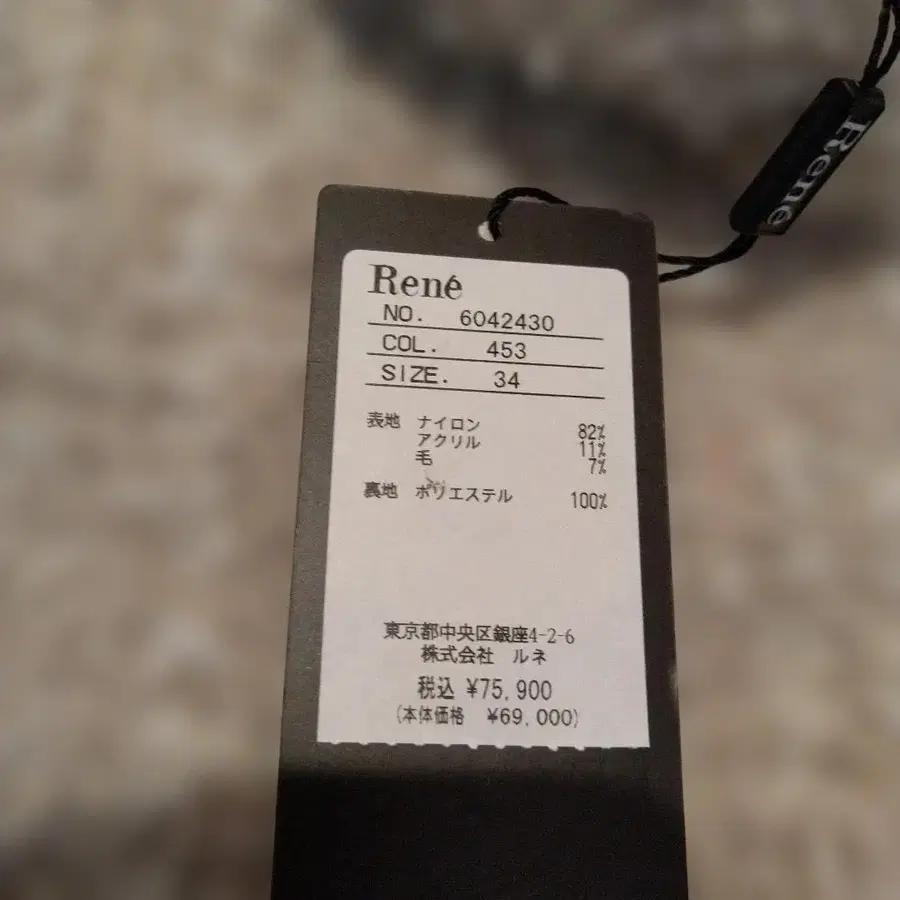 René
René
NO. 6042430
COL. 453
SIZE. 34
表地 ナイロン 82%
アクリル 11%
毛 7%
裏地 ポリエステル 100%
東京都中央区銀座4-2-6
株式会社 ルネ
税込 ¥75,900
(本体価格 ¥69,000)